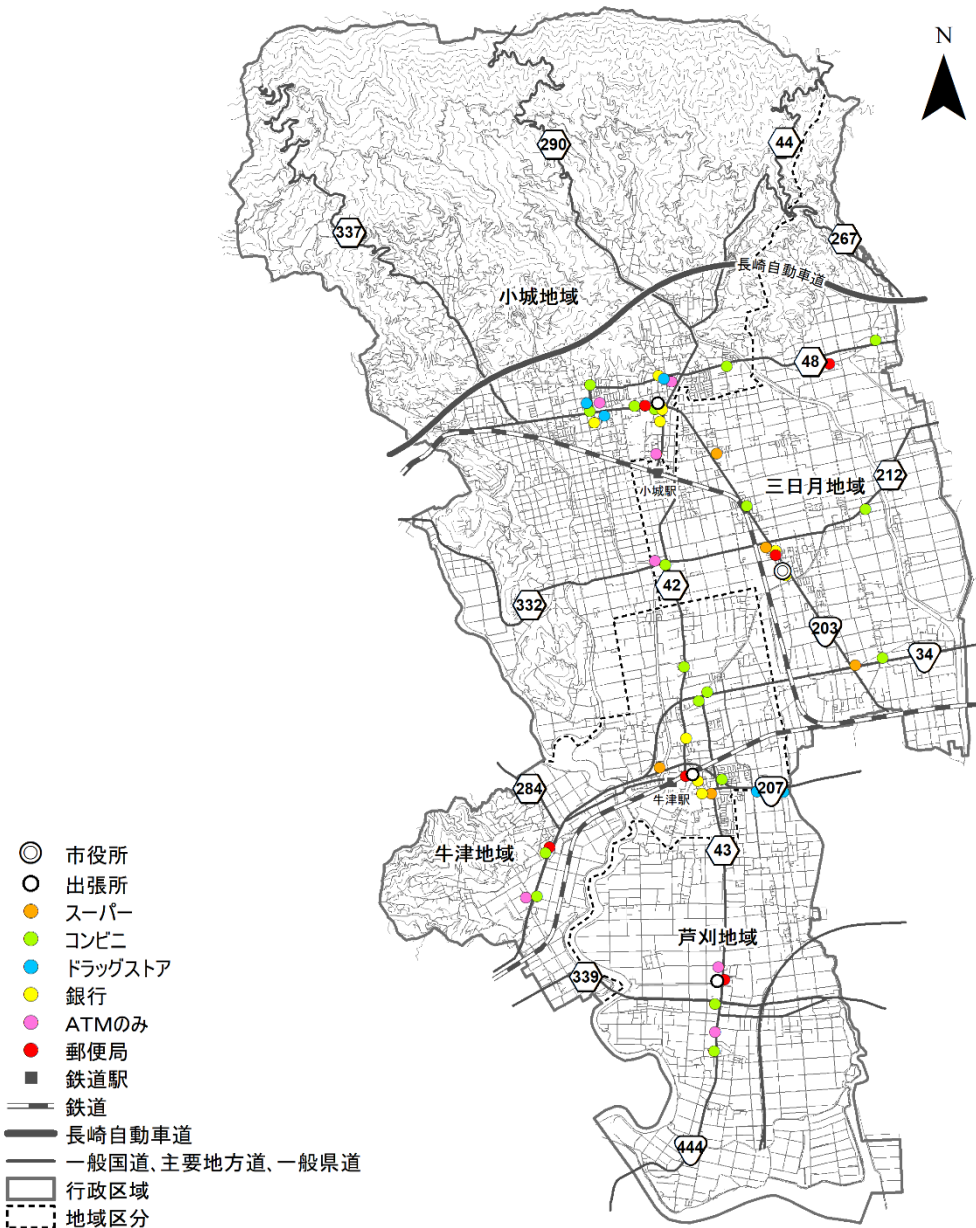 N
44
290
337
267
長崎自動車道
小城地域
48
212
三日月地域
小城駅
42
332
203
34
284
207
牛津駅
43
牛津地域
芦刈地域
339
444
市役所
出張所
スーパー
コンビニ
ドラッグストア
銀行
ATMのみ
郵便局
鉄道駅
鉄道
長崎自動車道
一般国道、主要地方道、一般県道
行政区域
地域区分